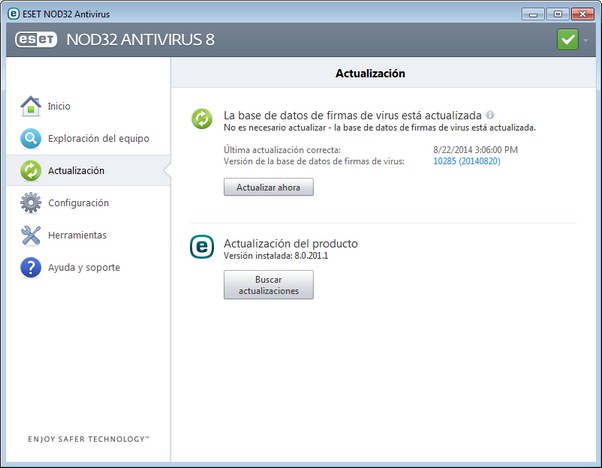 ESET NOD32 Antivirus
eset NOD32 ANTIVIRUS 8
Actualización
Inicio
Exploración del equipo
Actualización
Configuración
Herramientas
Ayuda y soporte
La base de datos de firmas de virus está actualizada
No es necesario actualizar - la base de datos de firmas de virus está actualizada.
Última actualización correcta: 8/22/2014 3:06:00 PM
Versión de la base de datos de firmas de virus: 10285 (20140820)
Actualizar ahora
Actualización del producto
Versión instalada: 8.0.201.1
Buscar
actualizaciones
ENJOY SAFER TECHNOLOGY™